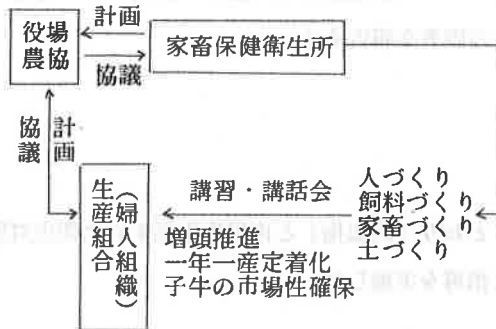 計画
役場
農協
家畜保健衛生所
協議
協議
計画
生産組合
（婦人組織）
講習・講話会
増頭推進
一年一産定着化
子牛の市場性確保
人づくり
飼料づくり
家畜づくり
土づくり